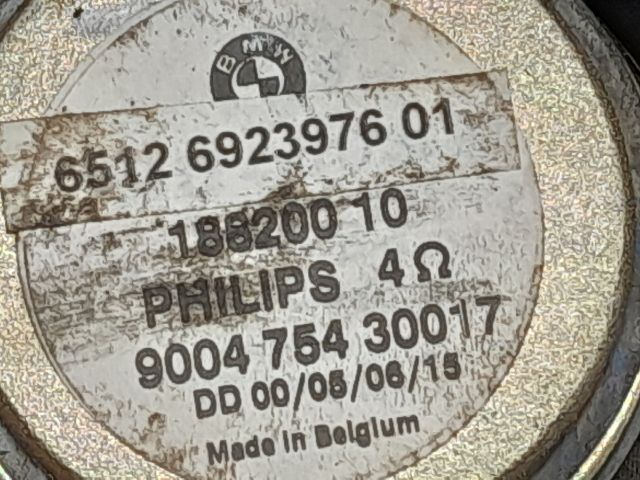 BMW
6512 6923976 01
188200 10
PHILIPS 4Ω
9004 754 30017
DD 00/05/06/15
Made in Belgium